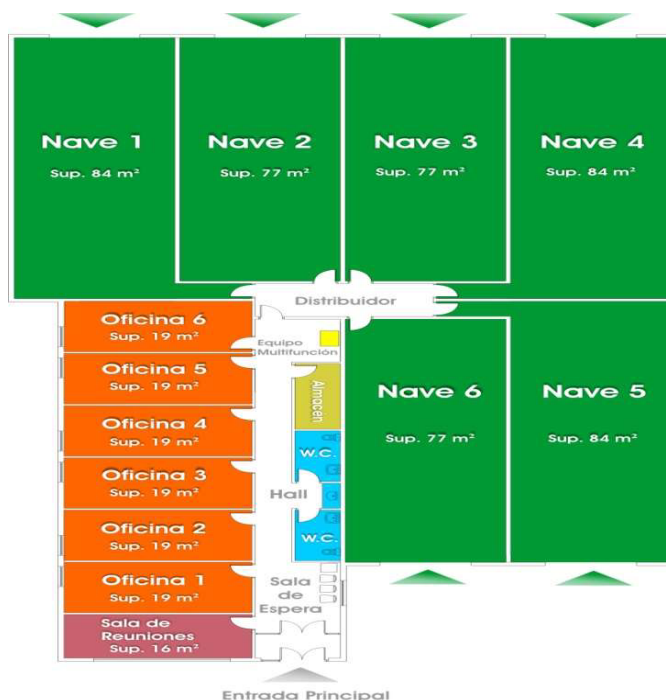 Nave 1
Sup. 84 m²
Nave 2
Sup. 77 m²
Nave 3
Sup. 77 m²
Nave 4
Sup. 84 m²
Distribuidor
Oficina 6
Sup. 19 m²
Equipo
Multifunción
Oficina 5
Sup. 19 m²
Almacén
Nave 6
Sup. 77 m²
Nave 5
Sup. 84 m²
Oficina 4
Sup. 19 m²
W.C.
Oficina 3
Sup. 19 m²
Hall
Oficina 2
Sup. 19 m²
W.C.
Oficina 1
Sup. 19 m²
Sala
de
Espera
Sala de
Reuniones
Sup. 16 m²
Entrada Principal